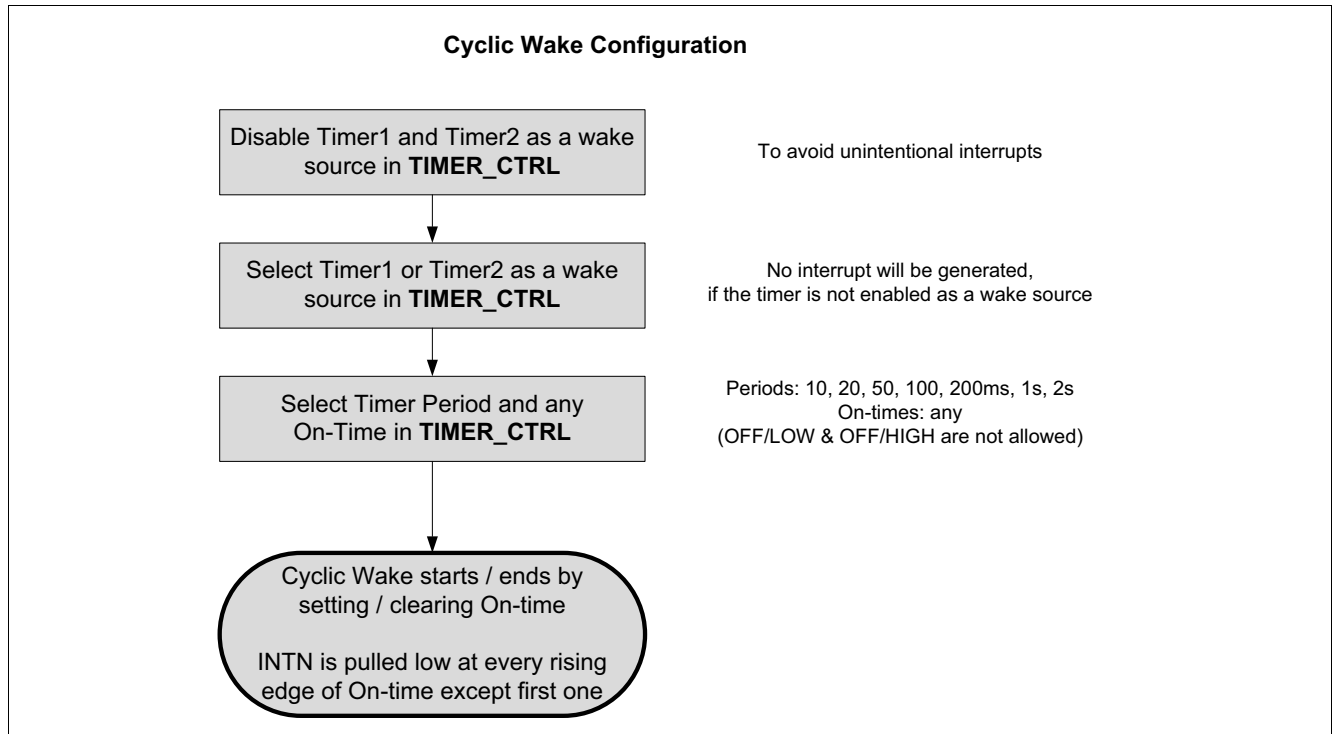 Cyclic Wake Configuration
Disable Timer1 and Timer2 as a wake
source in TIMER_CTRL
To avoid unintentional interrupts
Select Timer1 or Timer2 as a wake
source in TIMER_CTRL
No interrupt will be generated,
if the timer is not enabled as a wake source
Select Timer Period and any
On-Time in TIMER_CTRL
Periods: 10, 20, 50, 100, 200ms, 1s, 2s
On-times: any
(OFF/LOW & OFF/HIGH are not allowed)
Cyclic Wake starts / ends by
setting / clearing On-time
INTN is pulled low at every rising
edge of On-time except first one